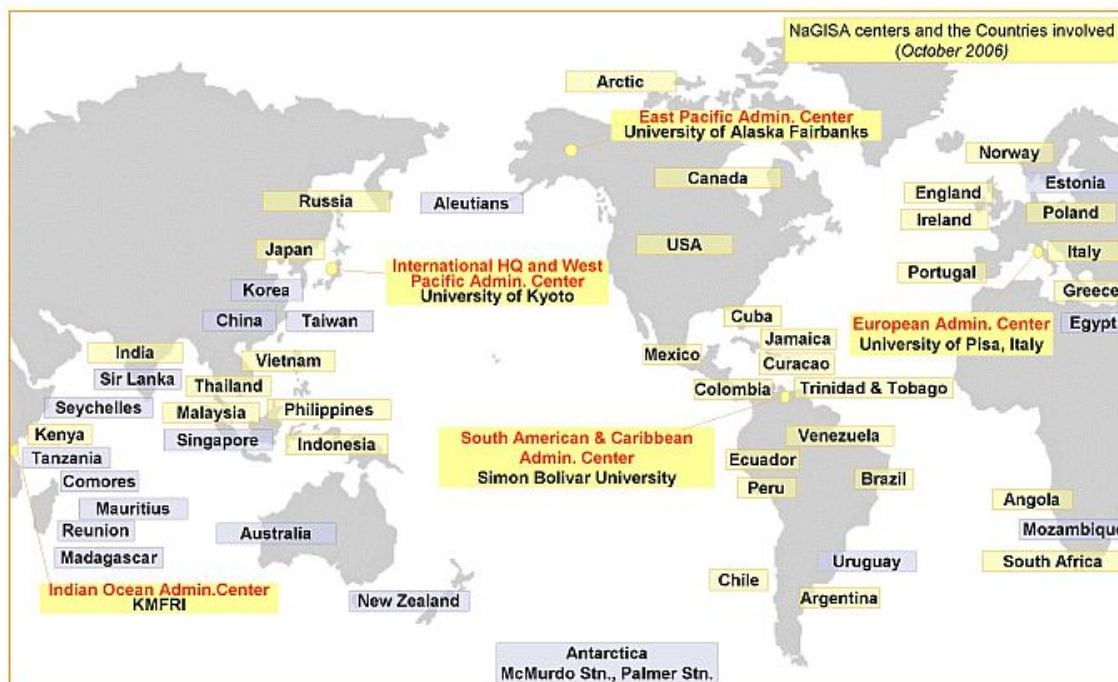 NaGISA centers and the Countries involved
(October 2006)
Arctic
East Pacific Admin. Center
University of Alaska Fairbanks
Norway
Canada
Estonia
Russia
Aleutians
England
Poland
Ireland
USA
Japan
Italy
International HQ and West
Pacific Admin. Center
University of Kyoto
Portugal
Korea
Greece
China
Taiwan
Cuba
European Admin. Center
University of Pisa, Italy
Egypt
Jamaica
India
Vietnam
Mexico
Curacao
Sir Lanka
Thailand
Colombia
Trinidad & Tobago
Seychelles
Malaysia
Philippines
Kenya
Singapore
Indonesia
South American & Caribbean
Admin. Center
Simon Bolivar University
Venezuela
Tanzania
Ecuador
Comores
Peru
Brazil
Mauritius
Angola
Reunion
Australia
Mozambique
Madagascar
Uruguay
South Africa
Indian Ocean Admin.Center
KMFRI
Chile
New Zealand
Argentina
Antarctica
McMurdo Stn., Palmer Stn.